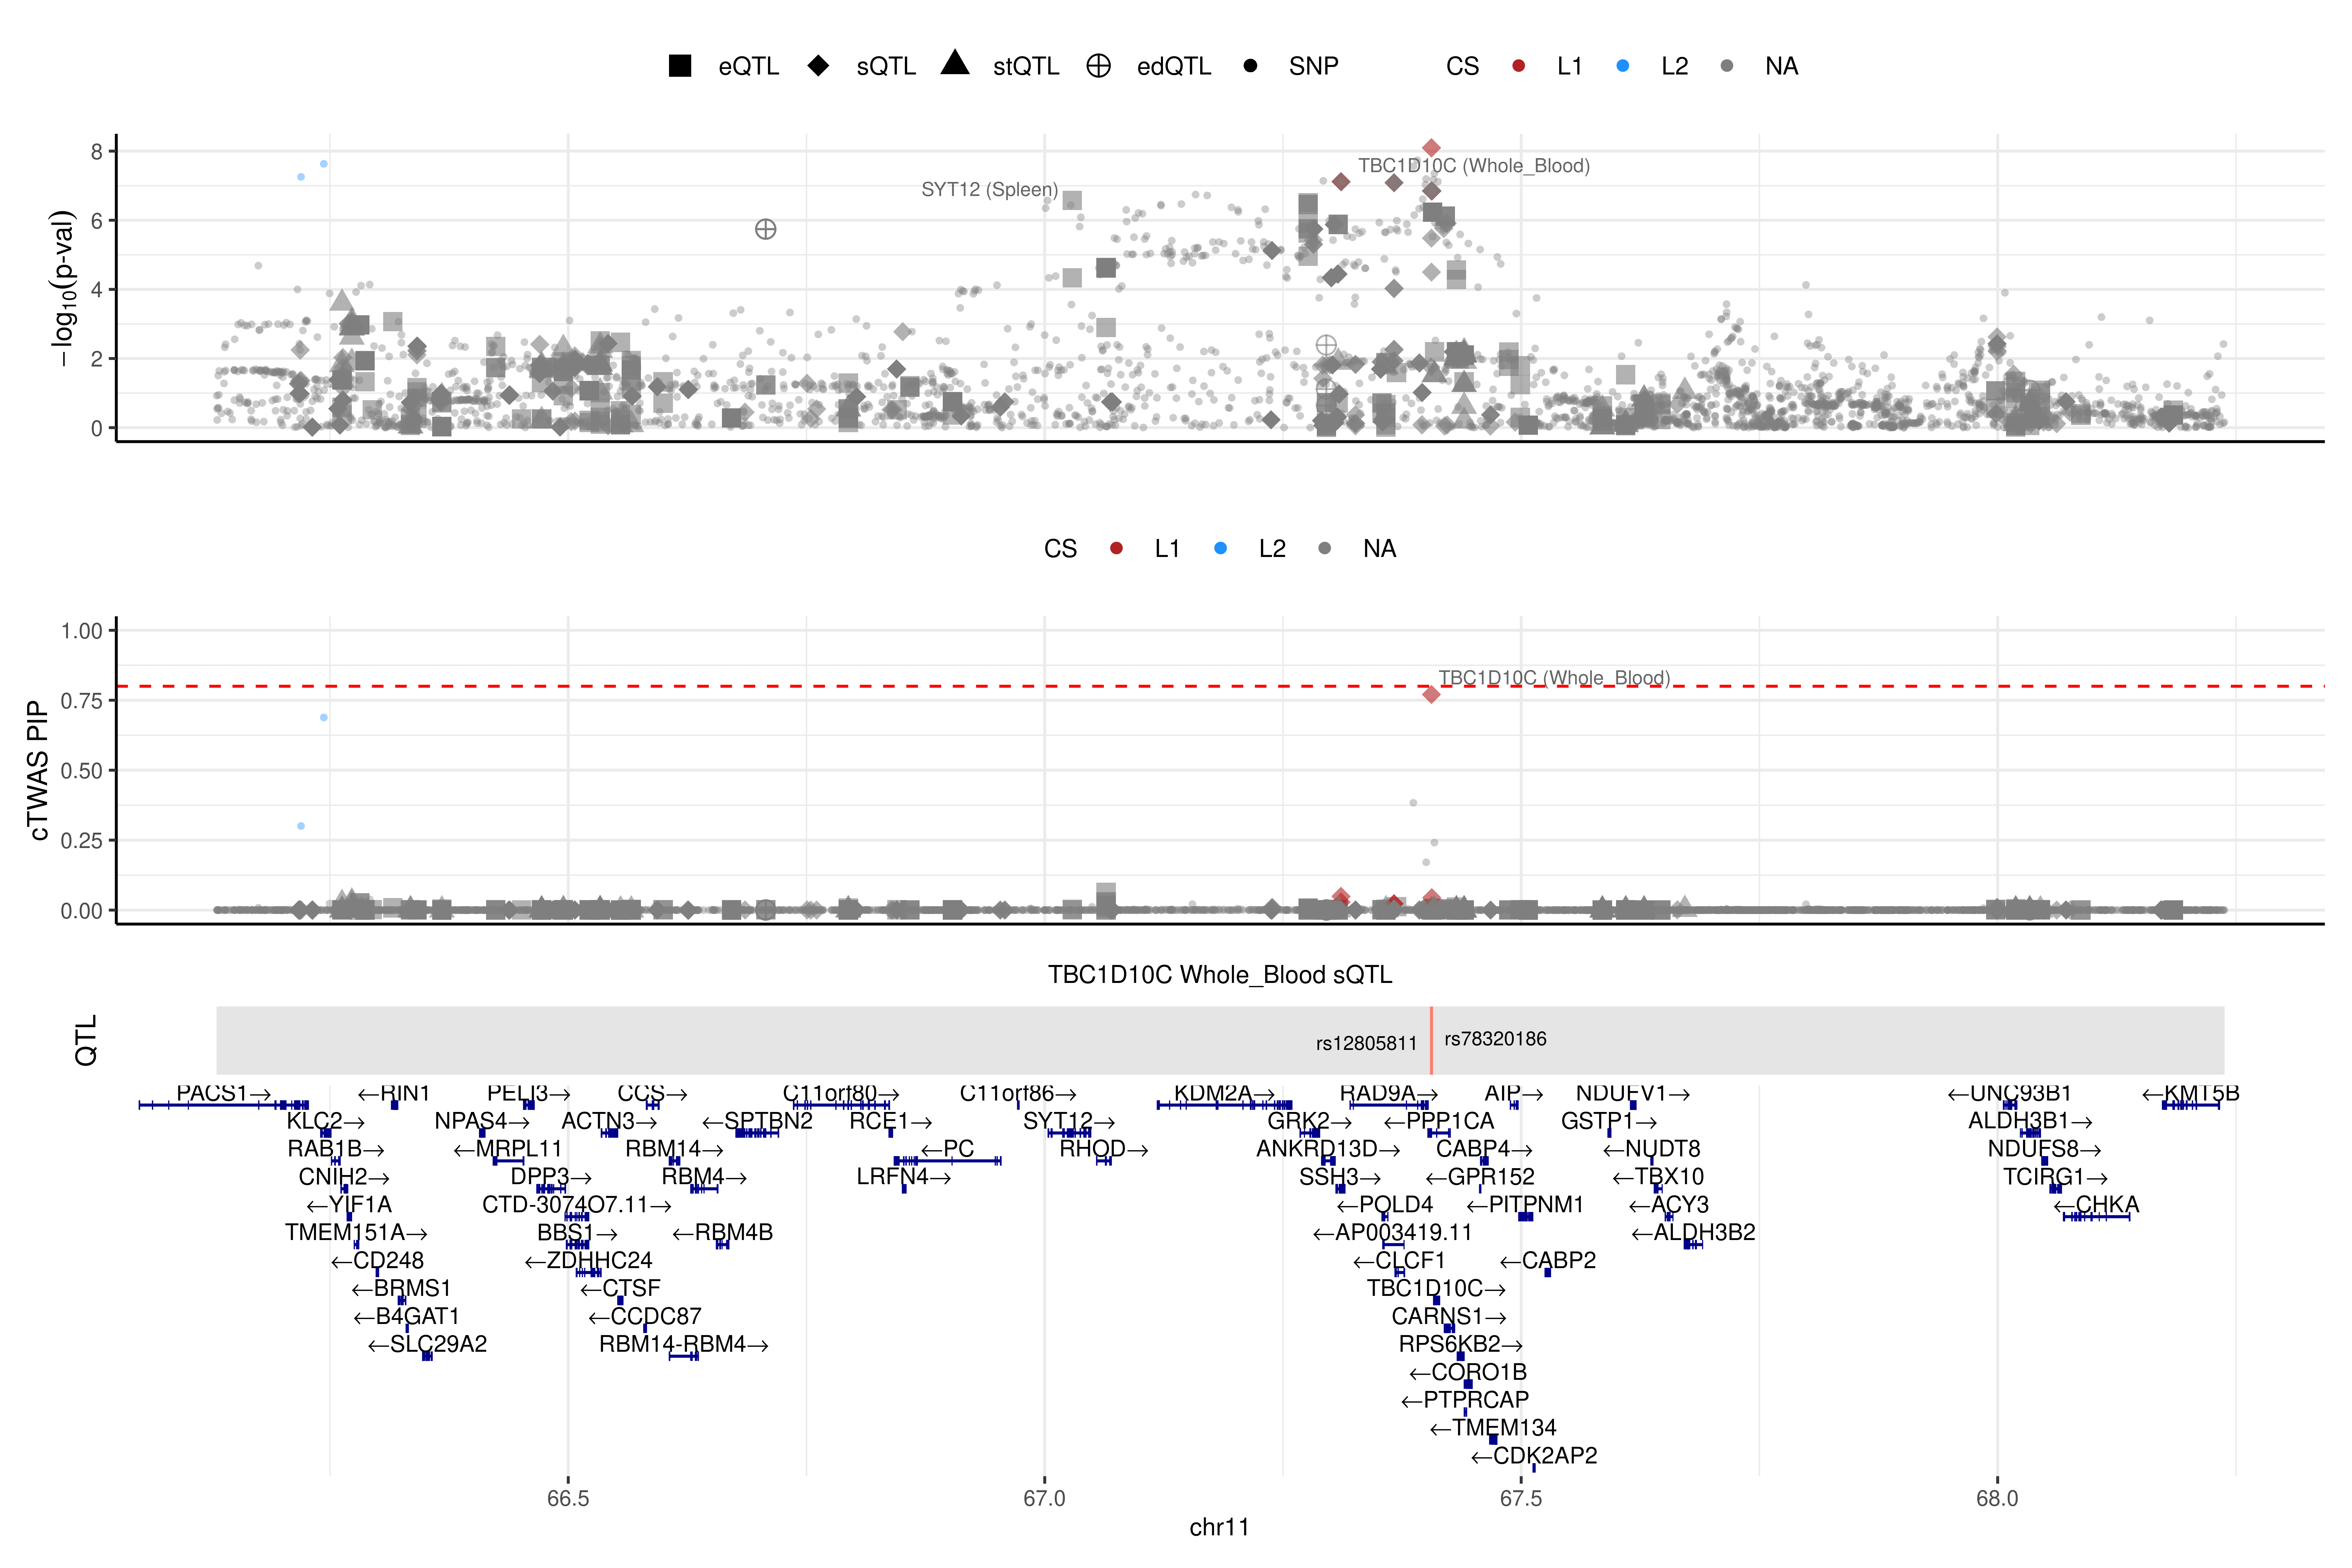 eQTL sQTL stQTL edQTL SNP CS L1 L2 NA
−log10(p-val)
8
6
4
2
0
TBC1D10C (Whole_Blood)
SYT12 (Spleen)
CS L1 L2 NA
cTWAS PIP
1.00
0.75
0.50
0.25
0.00
TBC1D10C (Whole_Blood)
TBC1D10C Whole_Blood sQTL
QTL
rs12805811 rs78320186
PACS1→ ←RIN1 PELI3→ CCS→ C11orf80→ C11orf86→ KDM2A→ RAD9A→ AIP→ NDUFV1→ ←UNC93B1 ←KMT5B
KLC2→ NPAS4→ ACTN3→ ←SPTBN2 RCE1→ SYT12→ GRK2→ ←PPP1CA GSTP1→ ALDH3B1→
RAB1B→ ←MRPL11 RBM14→ ←PC RHOD→ ANKRD13D→ CABP4→ ←NUDT8 NDUFS8→
CNIH2→ DPP3→ RBM4→ LRFN4→ SSH3→ ←GPR152 ←TBX10 TCIRG1→
←YIF1A CTD-3074O7.11→ ←POLD4 ←PITPNM1 ←ACY3 ←CHKA
TMEM151A→ BBS1→ ←RBM4B ←AP003419.11 ←ALDH3B2
←CD248 ←ZDHHC24 ←CLCF1 ←CABP2
←BRMS1 ←CTSF TBC1D10C→
←B4GAT1 ←CCDC87 CARNS1→
←SLC29A2 RBM14-RBM4→ RPS6KB2→
←CORO1B
←PTPRCAP
←TMEM134
←CDK2AP2
66.5 67.0 67.5 68.0
chr11